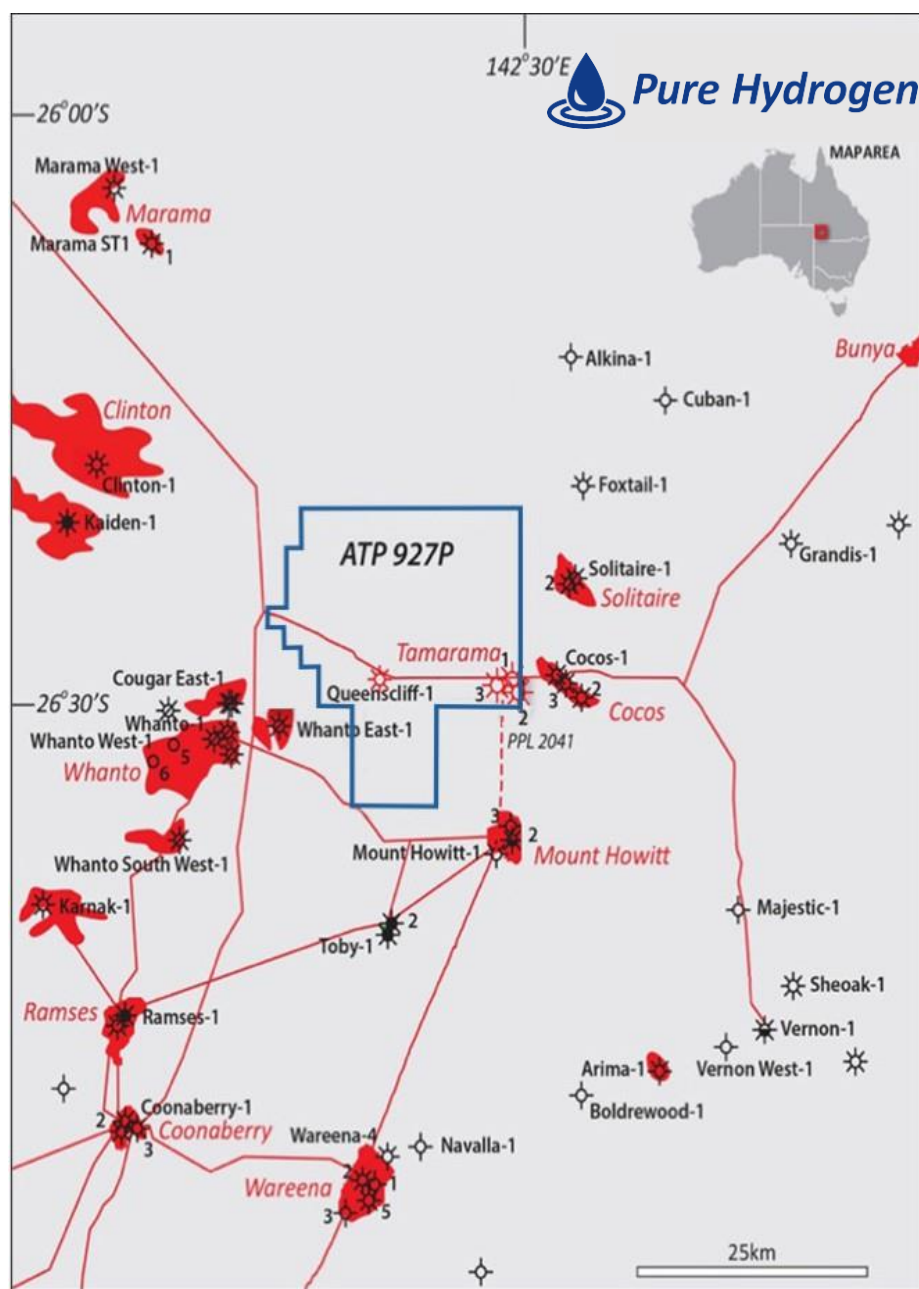 142°30'E
Pure Hydrogen
26°00'S
MAPAREA
Marama West-1
Marama
Marama ST1
1
Alkina-1
Bunya
Cuban-1
Clinton
Clinton-1
Foxtail-1
Kaiden-1
Grandis-1
ATP 927P
Solitaire-1
2
Solitaire
Tamarama
1
Cocos-1
Cougar East-1
Queenscliff-1
3
3
2
26°30'S
2
Cocos
Whanto-1
Whanto East-1
Whanto West-1
5
PPL 2041
Whanto
6
3
2
Mount Howitt-1
Mount Howitt
Whanto South West-1
Karnak-1
Majestic-1
2
Toby-1
Sheoak-1
Ramses
Ramses-1
Vernon-1
Arima-1
Vernon West-1
Boldrewood-1
Coonaberry-1
2
Coonaberry
3
Wareena-4
Navalla-1
2
1
Wareena
5
3
25km